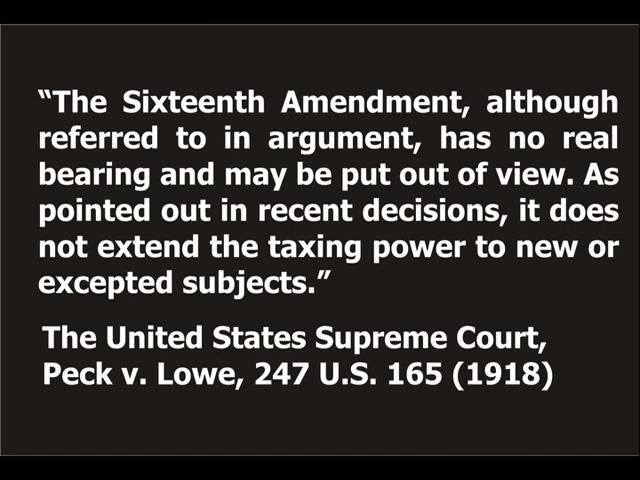 “The Sixteenth Amendment, although
referred to in argument, has no real
bearing and may be put out of view. As
pointed out in recent decisions, it does
not extend the taxing power to new or
excepted subjects.”
The United States Supreme Court,
Peck v. Lowe, 247 U.S. 165 (1918)